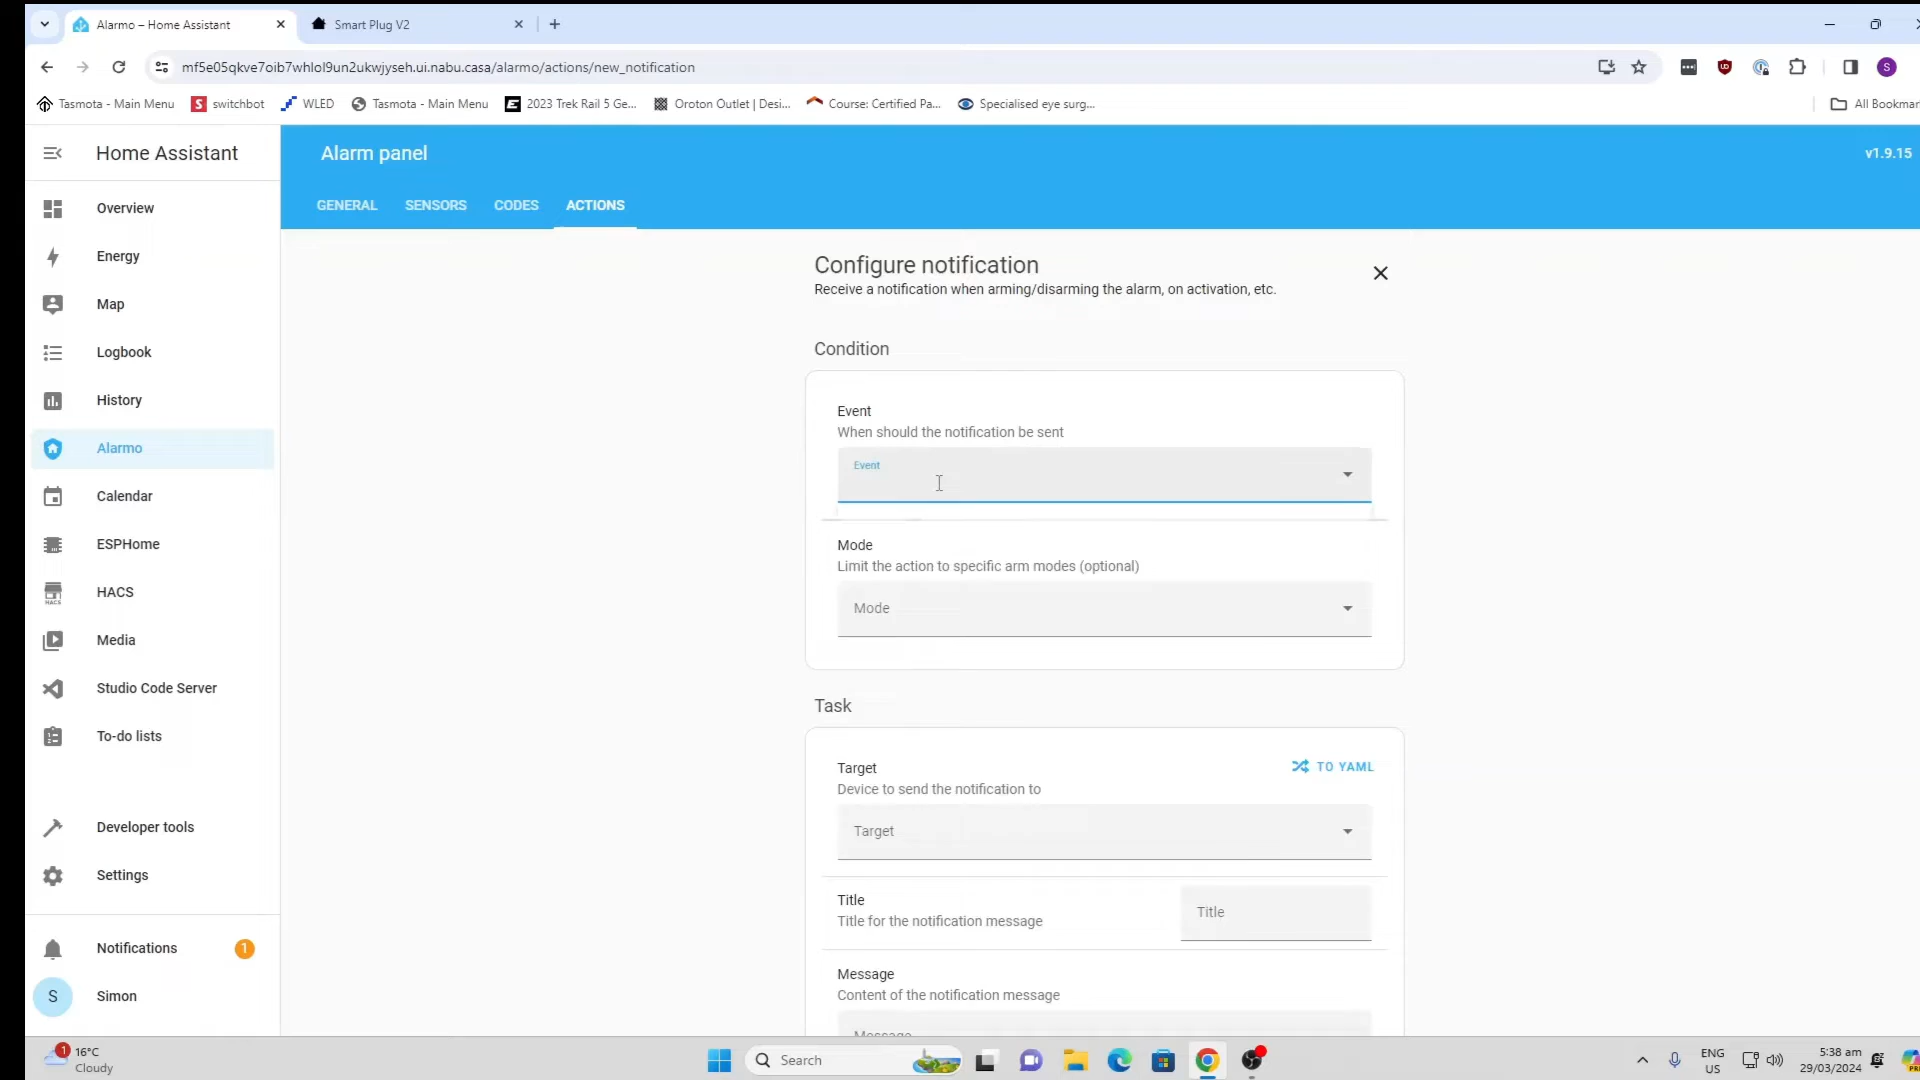 Alarmo – Home Assistant
Smart Plug V2
mf5e05qkve7oib7whlol9un2ukwjyseh.ui.nabu.casa/alarmo/actions/new_notification
S
Tasmota - Main Menu
switchbot
WLED
Tasmota - Main Menu
2023 Trek Rail 5 Ge...
Oroton Outlet | Desi...
Course: Certified Pa...
Specialised eye surg...
All Bookmar
Home Assistant
Alarm panel
v1.9.15
GENERAL
SENSORS
CODES
ACTIONS
Overview
Energy
Map
Logbook
History
Alarmo
Calendar
ESPHome
HACS
Media
Studio Code Server
To-do lists
Developer tools
Settings
Notifications
1
S
Simon
Configure notification
Receive a notification when arming/disarming the alarm, on activation, etc.
Condition
Event
When should the notification be sent
Event
Mode
Limit the action to specific arm modes (optional)
Mode
Task
Target
TO YAML
Device to send the notification to
Target
Title
Title for the notification message
Title
Message
Content of the notification message
Message
1
16°C
Cloudy
Search
ENG
US
5:38 am
29/03/2024